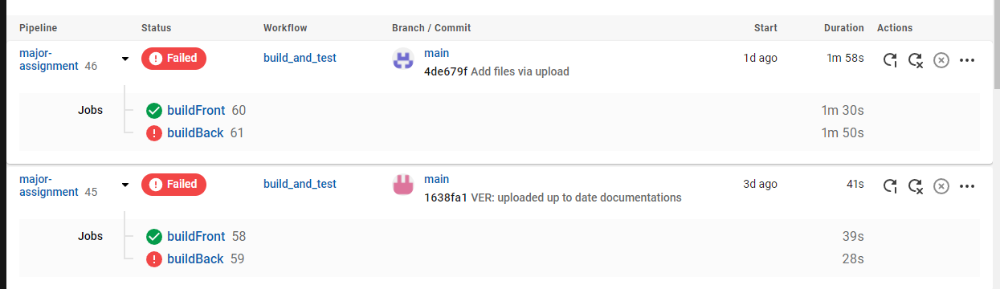 Pipeline Status Workflow Branch / Commit Start Duration Actions
major-assignment 46 Failed build_and_test main 1d ago 1m 58s
4de679f Add files via upload
Jobs buildFront 60 1m 30s
buildBack 61 1m 50s
major-assignment 45 Failed build_and_test main 3d ago 41s
1638fa1 VER: uploaded up to date documentations
Jobs buildFront 58 39s
buildBack 59 28s